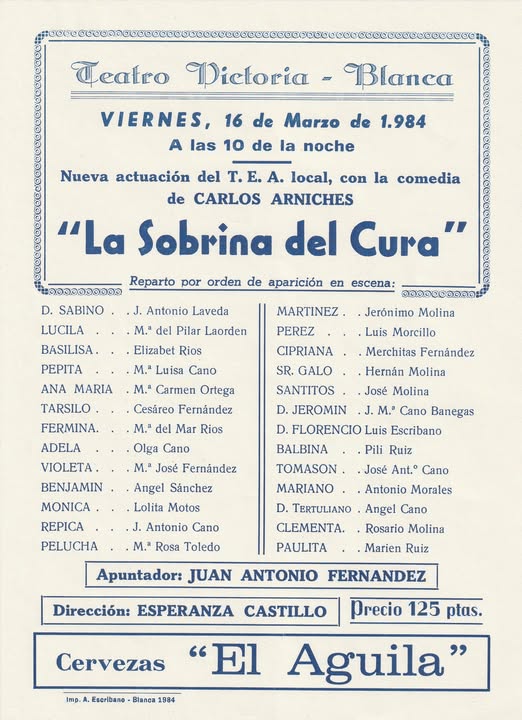 Teatro Victoria - Blanca
VIERNES, 16 de Marzo de 1.984
A las 10 de la noche
Nueva actuación del T. E. A. local, con la comedia
de CARLOS ARNICHES
“La Sobrina del Cura”
Reparto por orden de aparición en escena:
D. SABINO . . J. Antonio Laveda
LUCILA . . . M.ª del Pilar Laorden
BASILISA . . . Elizabet Rios
PEPITA . . . M.ª Luisa Cano
ANA MARIA . M.ª Carmen Ortega
TARSILO . . . Cesáreo Fernández
FERMINA. . . M.ª del Mar Rios
ADELA . . . Olga Cano
VIOLETA . . . M.ª José Fernández
BENJAMIN . . Angel Sánchez
MONICA . . . Lolita Motos
REPICA . . . J. Antonio Cano
PELUCHA . . M.ª Rosa Toledo
MARTINEZ . . Jerónimo Molina
PEREZ . . . Luis Morcillo
CIPRIANA . . Merchitas Fernández
SR. GALO . . Hernán Molina
SANTITOS . . José Molina
D. JEROMIN . J. M.ª Cano Banegas
D. FLORENCIO Luis Escribano
BALBINA . . Pili Ruiz
TOMASON . . José Ant.º Cano
MARIANO . . Antonio Morales
D. TERTULIANO . Angel Cano
CLEMENTA. . Rosario Molina
PAULITA . . Marien Ruiz
Apuntador: JUAN ANTONIO FERNANDEZ
Dirección: ESPERANZA CASTILLO
Precio 125 ptas.
Cervezas “El Aguila”
Imp. A. Escribano - Blanca 1984